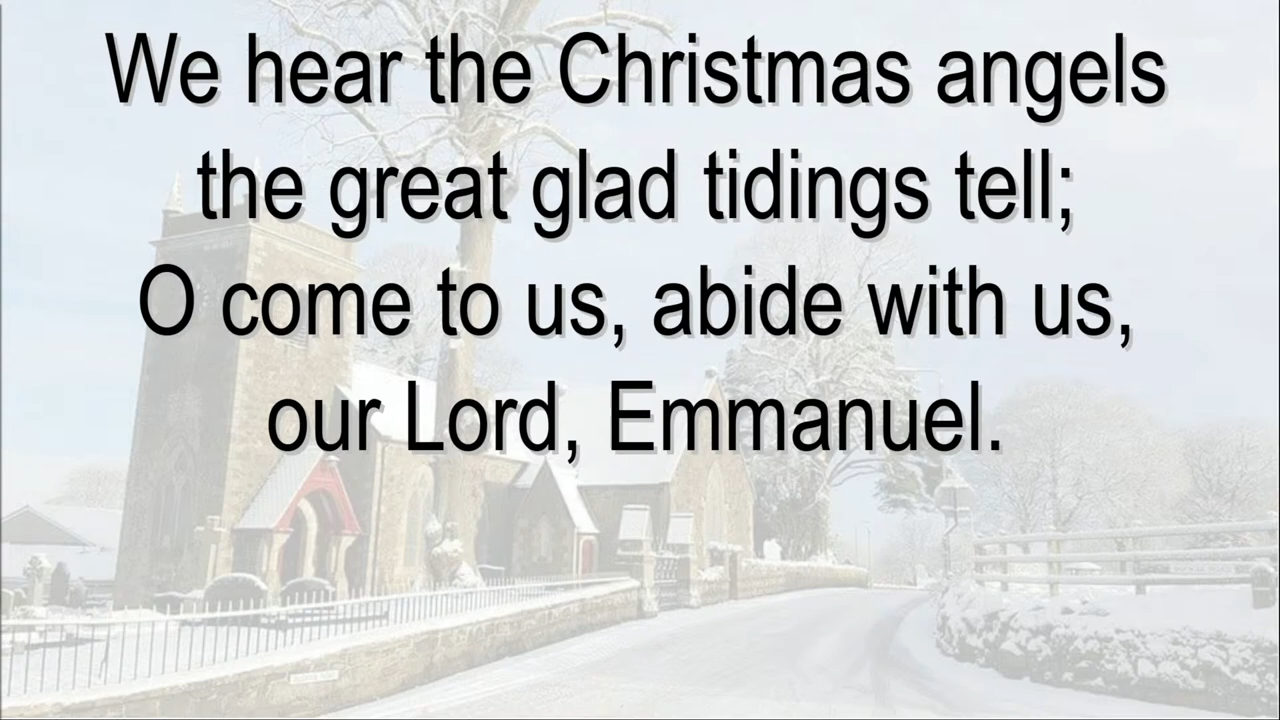 We hear the Christmas angels
the great glad tidings tell;
O come to us, abide with us,
our Lord, Emmanuel.